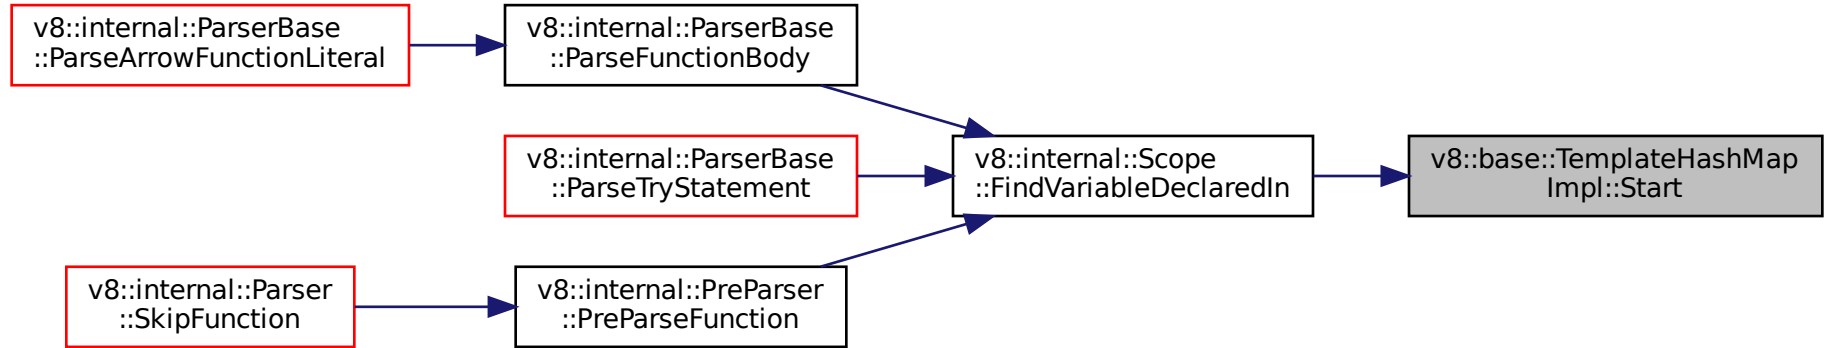 v8::internal::ParserBase
::ParseArrowFunctionLiteral
v8::internal::ParserBase
::ParseFunctionBody
v8::internal::ParserBase
::ParseTryStatement
v8::internal::Scope
::FindVariableDeclaredIn
v8::base::TemplateHashMap
Impl::Start
v8::internal::Parser
::SkipFunction
v8::internal::PreParser
::PreParseFunction